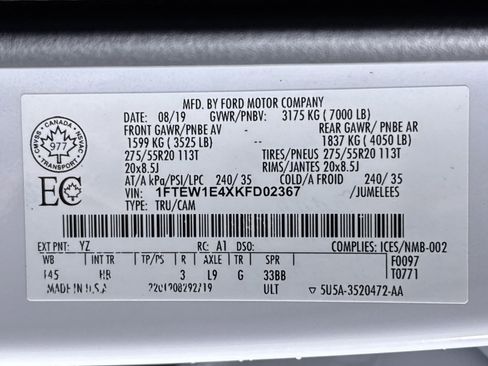 MFD. BY FORD MOTOR COMPANY
DATE: 08/19 GVWR/PNBV: 3175 KG (7000 LB)
FRONT GAWR/PNBE AV REAR GAWR/ PNBE AR
1599 KG (3525 LB) 1837 KG (4050 LB)
275/55R20 113T TIRES/PNEUS 275/55R20 113T
20x8.5J RIMS/JANTES 20x8.5J
AT/A kPa/PSI/LPC 240/ 35 COLD/A FROID 240/ 35
VIN: 1FTEW1E4XKFD02367 /JUMELEES
TYPE: TRU/CAM
CMVSS • CANADA • NSVAC
977
TRANSPORT
EC
EXT PNT: YZ RC: A1 DSO: COMPLIES: ICES/NMB-002
WB INT TR TP/PS R AXLE TR SPR F0097
145 HB 3 L9 G 33BB T0771
MADE IN U.S.A ULT ▽ 5U5A-3520472-AA